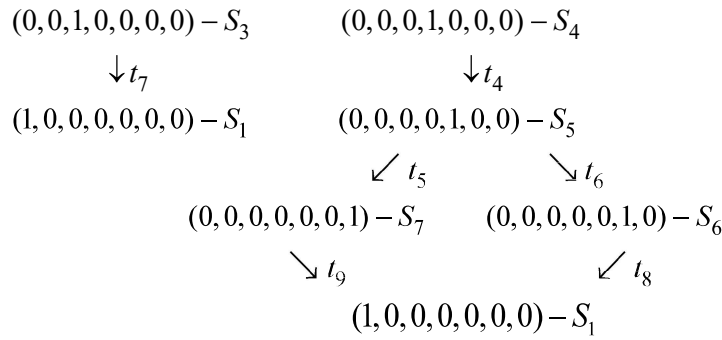 (0,0,1,0,0,0,0) – S₃ (0,0,0,1,0,0,0) – S₄
↓ t₇ ↓ t₄
(1,0,0,0,0,0,0) – S₁ (0,0,0,0,1,0,0) – S₅
↙ t₅ ↘ t₆
(0,0,0,0,0,0,1) – S₇ (0,0,0,0,0,1,0) – S₆
↘ t₉ ↙ t₈
(1,0,0,0,0,0,0) – S₁